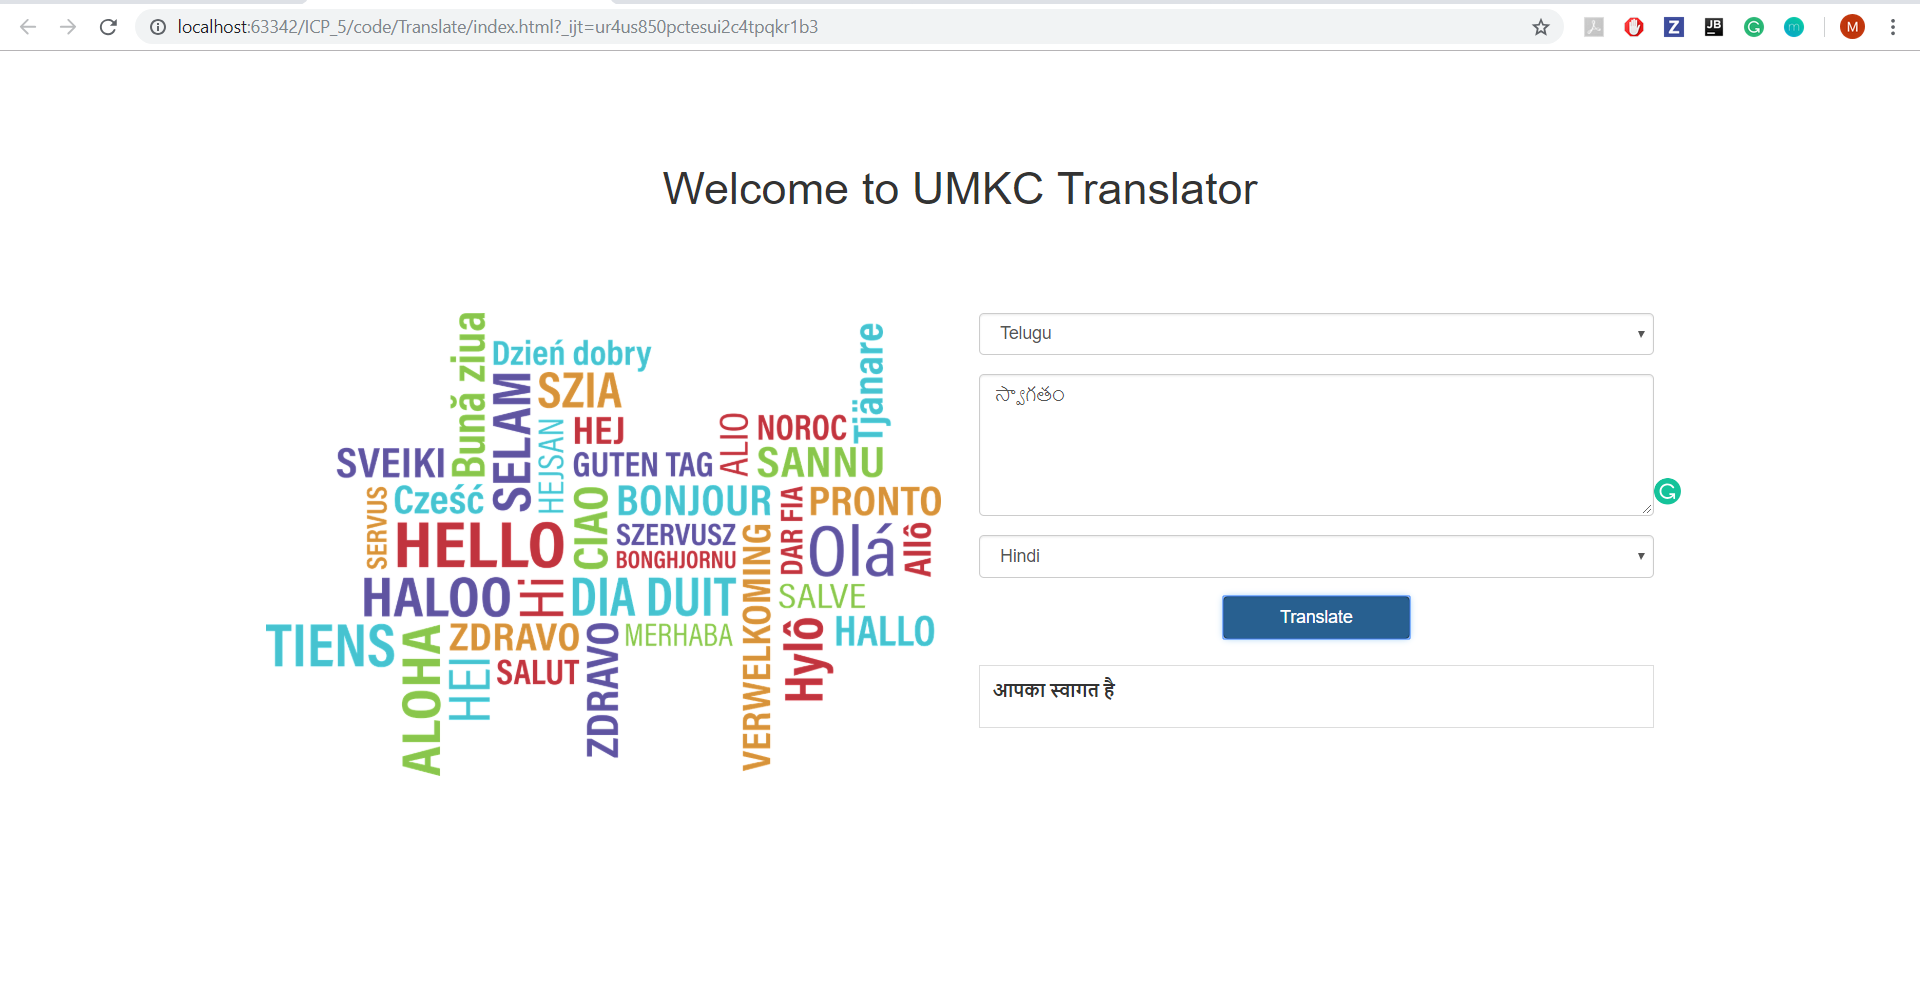 localhost:63342/ICP_5/code/Translate/index.html?_ijt=ur4us850pctesui2c4tpqkr1b3
JB
M
Welcome to UMKC Translator
Bună ziua
Dzień dobry
SELAM
SZIA
Tjänare
HEJSAN
HEJ
ALIO
NOROC
SVEIKI
GUTEN TAG
SANNU
SERVUS
Cześć
CIAO
BONJOUR
DAR FIA
PRONTO
HELLO
SZERVUSZ
BONGHJORNU
VERWELKOMING
Olá
Allô
HALOO
Hi
DIA DUIT
SALVE
TIENS
ALOHA
ZDRAVO
ZDRAVO
MERHABA
Hylô
HALLO
HEI
SALUT
Telugu
స్వాగతం
Hindi
Translate
आपका स्वागत है